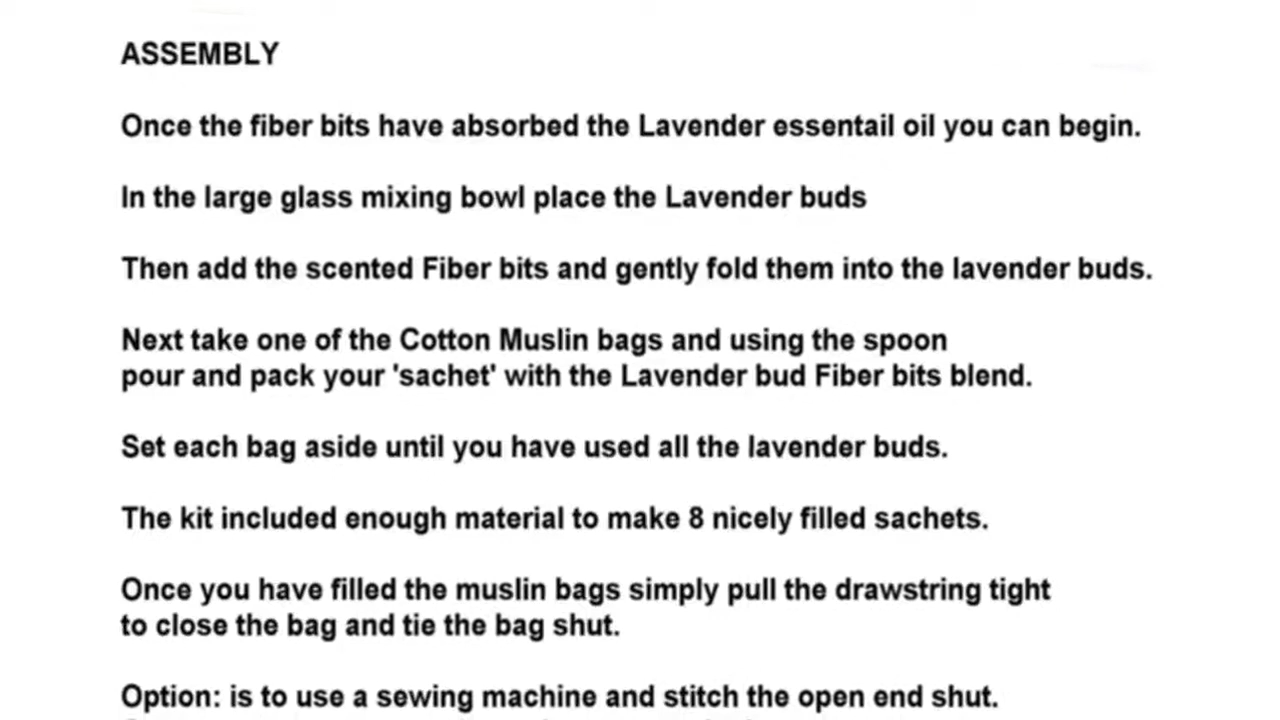 ASSEMBLY
Once the fiber bits have absorbed the Lavender essentail oil you can begin.
In the large glass mixing bowl place the Lavender buds
Then add the scented Fiber bits and gently fold them into the lavender buds.
Next take one of the Cotton Muslin bags and using the spoon
pour and pack your 'sachet' with the Lavender bud Fiber bits blend.
Set each bag aside until you have used all the lavender buds.
The kit included enough material to make 8 nicely filled sachets.
Once you have filled the muslin bags simply pull the drawstring tight
to close the bag and tie the bag shut.
Option: is to use a sewing machine and stitch the open end shut.